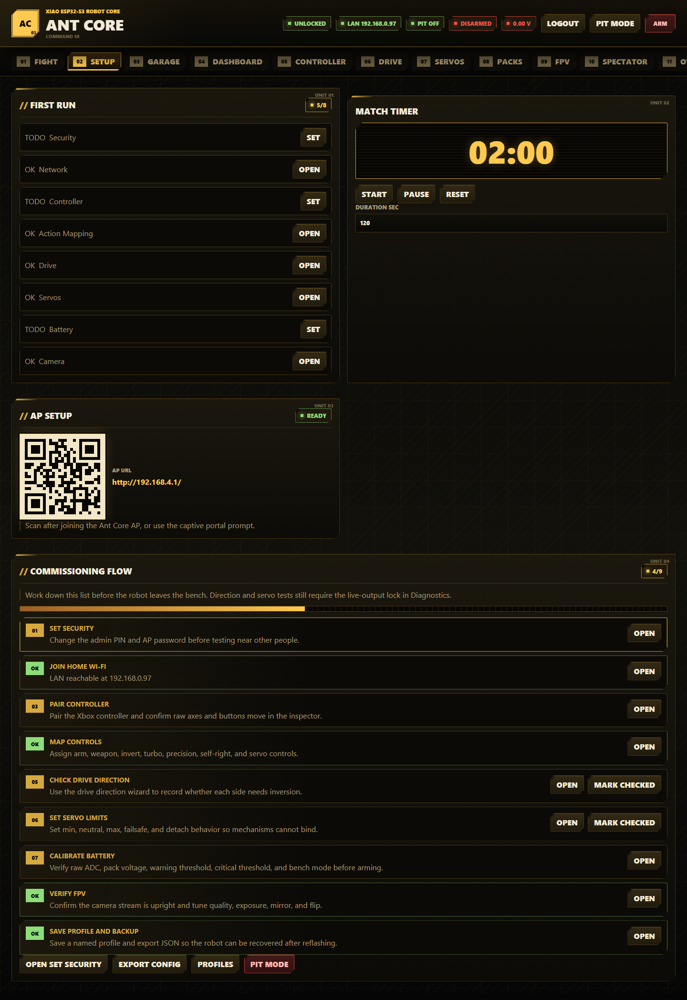 AC
03
XIAO ESP32-S3 ROBOT CORE
ANT CORE
COMMAND UI
UNLOCKED
LAN 192.168.0.97
PIT OFF
DISARMED
0.00 V
LOGOUT
PIT MODE
ARM
01 FIGHT
02 SETUP
03 GARAGE
04 DASHBOARD
05 CONTROLLER
06 DRIVE
07 SERVOS
08 PACKS
09 FPV
10 SPECTATOR
11
UNIT 01
// FIRST RUN
5/8
TODO Security SET
OK Network OPEN
TODO Controller SET
OK Action Mapping OPEN
OK Drive OPEN
OK Servos OPEN
TODO Battery SET
OK Camera OPEN
UNIT 02
MATCH TIMER
02:00
START PAUSE RESET
DURATION SEC
120
UNIT 03
// AP SETUP
READY
AP URL
http://192.168.4.1/
Scan after joining the Ant Core AP, or use the captive portal prompt.
UNIT 04
// COMMISSIONING FLOW
4/9
Work down this list before the robot leaves the bench. Direction and servo tests still require the live-output lock in Diagnostics.
01 SET SECURITY
Change the admin PIN and AP password before testing near other people.
OPEN
OK JOIN HOME WI-FI
LAN reachable at 192.168.0.97
OPEN
03 PAIR CONTROLLER
Pair the Xbox controller and confirm raw axes and buttons move in the inspector.
OPEN
OK MAP CONTROLS
Assign arm, weapon, invert, turbo, precision, self-right, and servo controls.
OPEN
05 CHECK DRIVE DIRECTION
Use the drive direction wizard to record whether each side needs inversion.
OPEN MARK CHECKED
06 SET SERVO LIMITS
Set min, neutral, max, failsafe, and detach behavior so mechanisms cannot bind.
OPEN MARK CHECKED
07 CALIBRATE BATTERY
Verify raw ADC, pack voltage, warning threshold, critical threshold, and bench mode before arming.
OPEN
OK VERIFY FPV
Confirm the camera stream is upright and tune quality, exposure, mirror, and flip.
OPEN
OK SAVE PROFILE AND BACKUP
Save a named profile and export JSON so the robot can be recovered after reflashing.
OPEN
OPEN SET SECURITY EXPORT CONFIG PROFILES PIT MODE